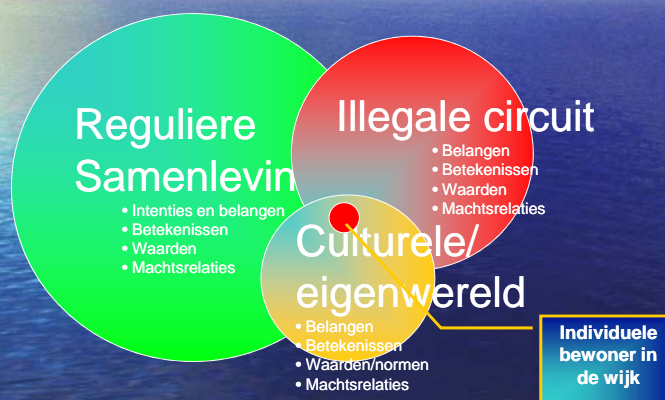 Reguliere
Samenlevin
• Intenties en belangen
• Betekenissen
• Waarden
• Machtsrelaties
Illegale circuit
• Belangen
• Betekenissen
• Waarden
• Machtsrelaties
Culturele/
eigenwereld
• Belangen
• Betekenissen
• Waarden/normen
• Machtsrelaties
Individuele
bewoner in
de wijk